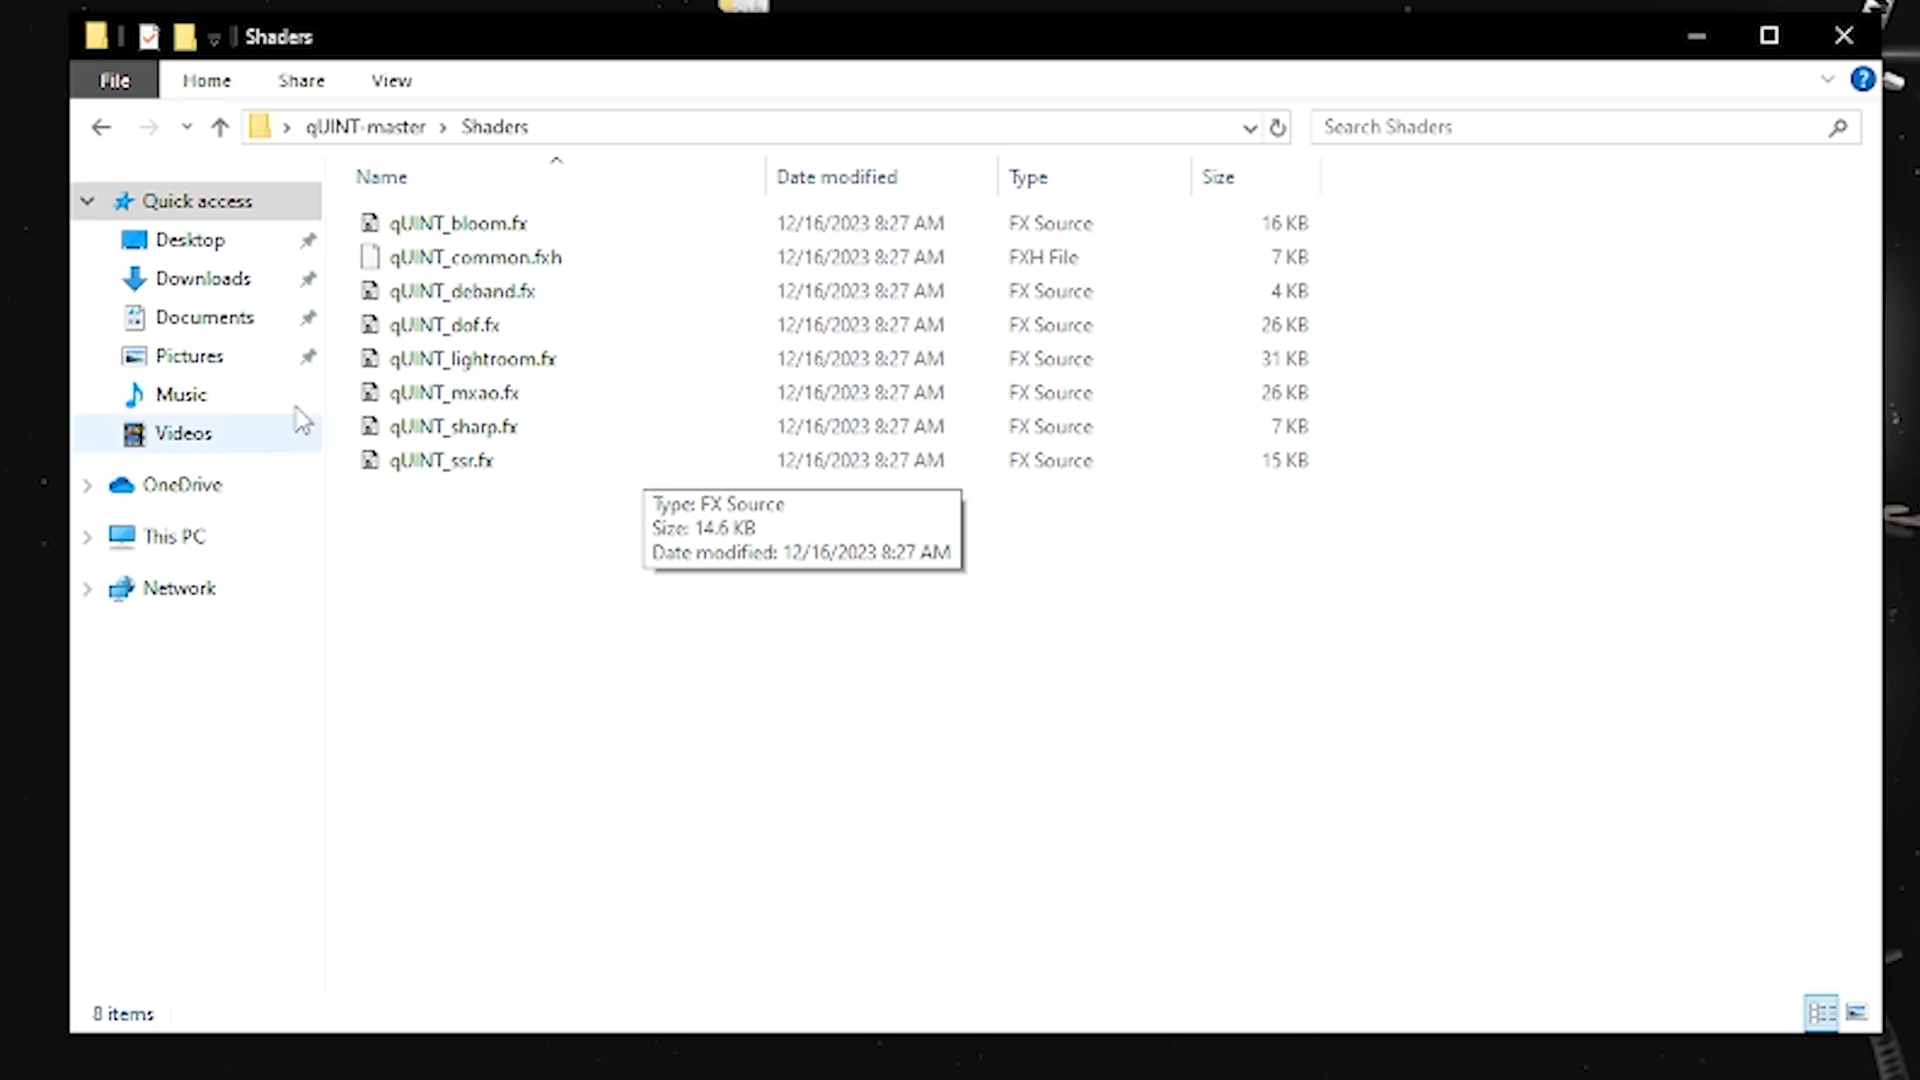 Shaders
File Home Share View
qUINT-master > Shaders
Search Shaders
Name Date modified Type Size
Quick access
Desktop
Downloads
Documents
Pictures
Music
Videos
OneDrive
This PC
Network
qUINT_bloom.fx 12/16/2023 8:27 AM FX Source 16 KB
qUINT_common.fxh 12/16/2023 8:27 AM FXH File 7 KB
qUINT_deband.fx 12/16/2023 8:27 AM FX Source 4 KB
qUINT_dof.fx 12/16/2023 8:27 AM FX Source 26 KB
qUINT_lightroom.fx 12/16/2023 8:27 AM FX Source 31 KB
qUINT_mxao.fx 12/16/2023 8:27 AM FX Source 26 KB
qUINT_sharp.fx 12/16/2023 8:27 AM FX Source 7 KB
qUINT_ssr.fx 12/16/2023 8:27 AM FX Source 15 KB
Type: FX Source
Size: 14.6 KB
Date modified: 12/16/2023 8:27 AM
8 items